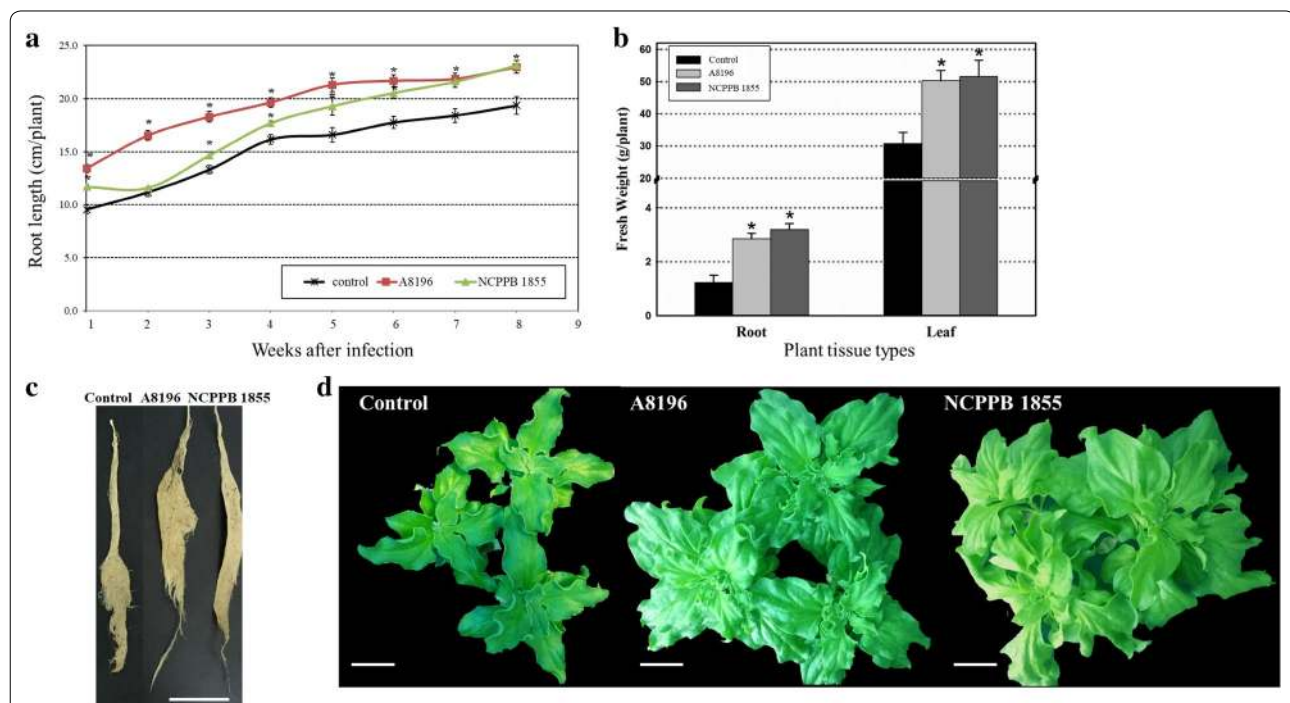 a
25.0
20.0
15.0
10.0
5.0
0.0
Root length (cm/plant)
* * * * * * * *
* * * * *
control A8196 NCPPB 1855
1 2 3 4 5 6 7 8 9
Weeks after infection
b
60
50
40
30
20
4
2
0
Fresh Weight (g/plant)
Control
A8196
NCPPB 1855
* *
* *
Root Leaf
Plant tissue types
c
Control A8196 NCPPB 1855
d
Control A8196 NCPPB 1855